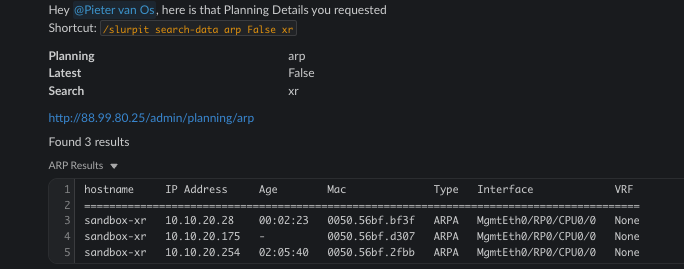 Hey @Pieter van Os, here is that Planning Details you requested
Shortcut: /slurpit search-data arp False xr
Planning arp
Latest False
Search xr
http://88.99.80.25/admin/planning/arp
Found 3 results
ARP Results
1 hostname IP Address Age Mac Type Interface VRF
2 =======================================================================================
3 sandbox-xr 10.10.20.28 00:02:23 0050.56bf.bf3f ARPA MgmtEth0/RP0/CPU0/0 None
4 sandbox-xr 10.10.20.175 - 0050.56bf.d307 ARPA MgmtEth0/RP0/CPU0/0 None
5 sandbox-xr 10.10.20.254 02:05:40 0050.56bf.2fbb ARPA MgmtEth0/RP0/CPU0/0 None